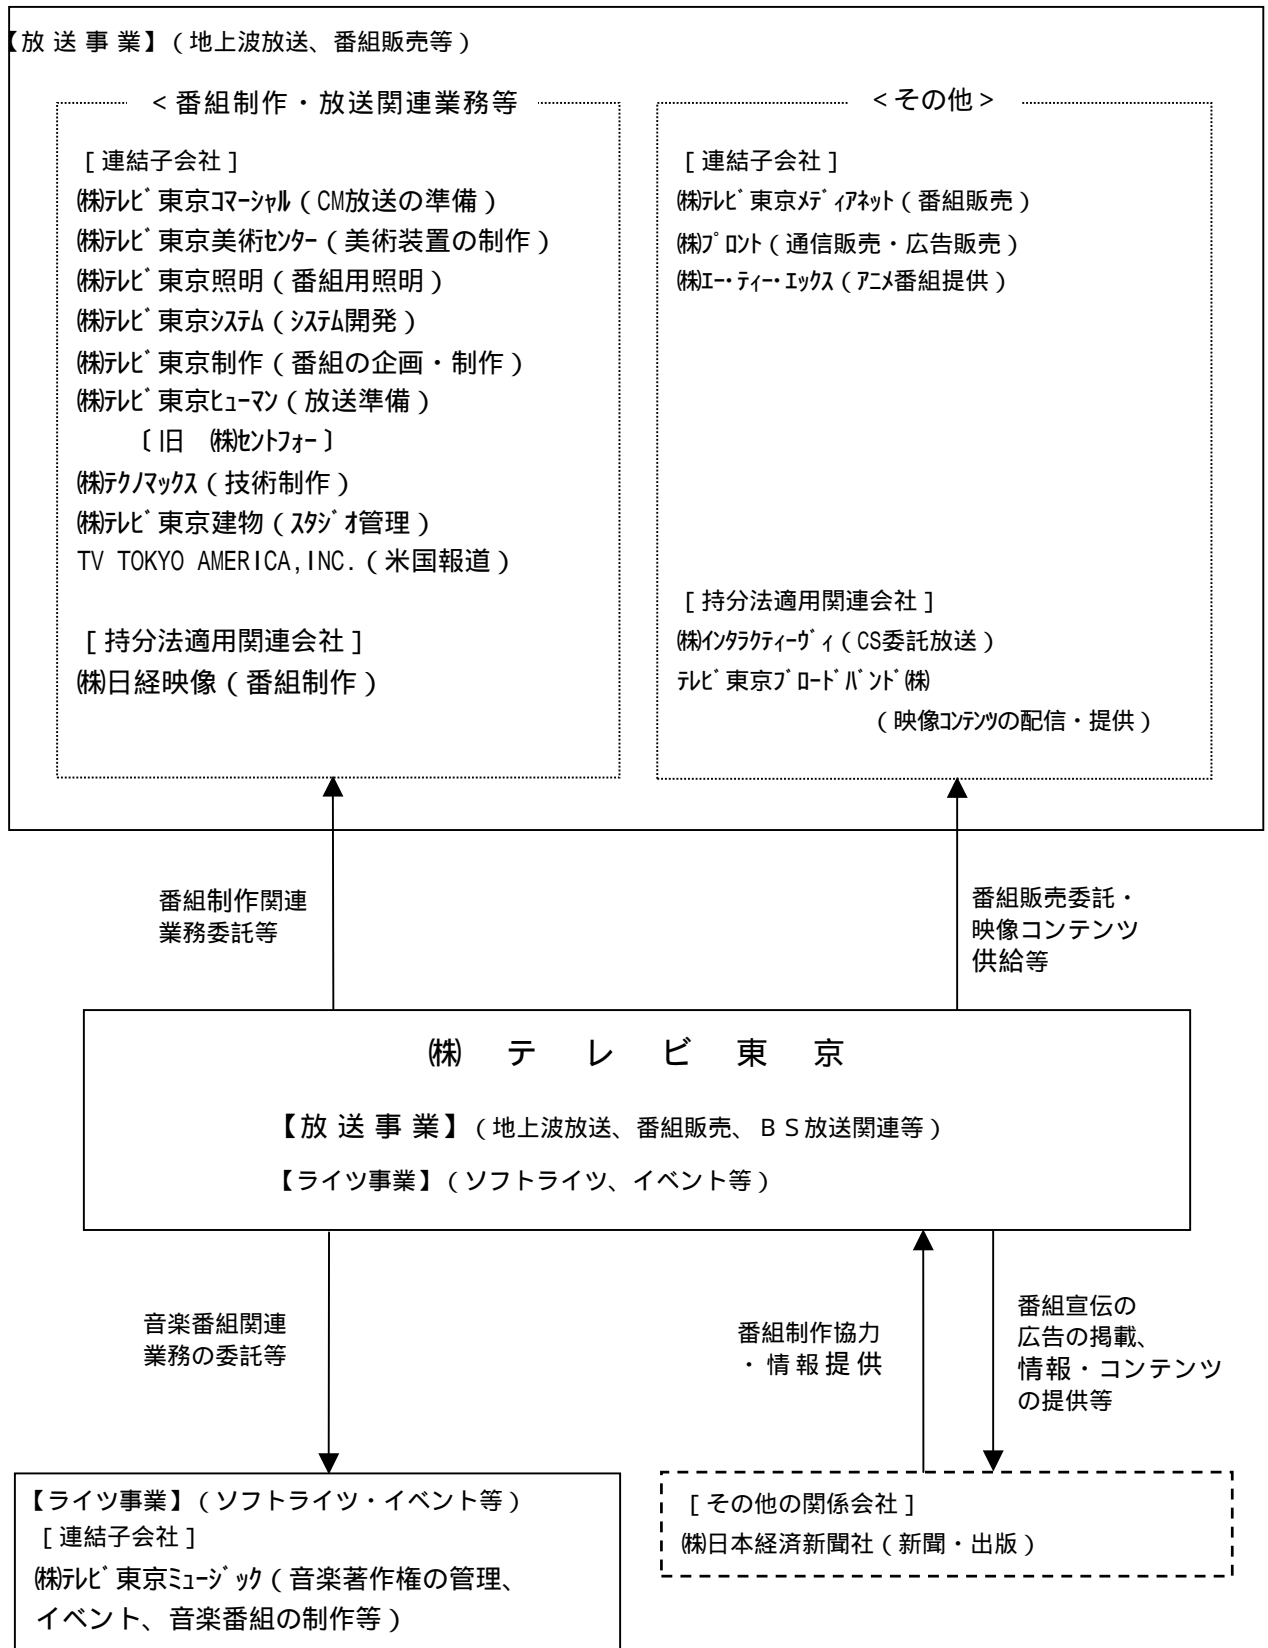 【放 送 事 業】（地上波放送、番組販売等）
＜番組制作・放送関連業務等
［連結子会社］
㈱ﾃﾚﾋﾞ東京ｺﾏｰｼｬﾙ（CM放送の準備）
㈱ﾃﾚﾋﾞ東京美術ｾﾝﾀｰ（美術装置の制作）
㈱ﾃﾚﾋﾞ東京照明（番組用照明）
㈱ﾃﾚﾋﾞ東京ｼｽﾃﾑ（ｼｽﾃﾑ開発）
㈱ﾃﾚﾋﾞ東京制作（番組の企画・制作）
㈱ﾃﾚﾋﾞ東京ﾋｭｰﾏﾝ（放送準備）
〔旧　㈱ｾﾝﾄﾌｫｰ〕
㈱ﾃｸﾉﾏｯｸｽ（技術制作）
㈱ﾃﾚﾋﾞ東京建物（ｽﾀｼﾞｵ管理）
TV TOKYO AMERICA,INC.（米国報道）
［持分法適用関連会社］
㈱日経映像（番組制作）
＜その他＞
［連結子会社］
㈱ﾃﾚﾋﾞ東京ﾒﾃﾞｨｱﾈｯﾄ（番組販売）
㈱ﾌﾟﾛﾝﾄ（通信販売・広告販売）
㈱ｴｰ･ﾃｨｰ･ｴｯｸｽ（ｱﾆﾒ番組提供）
［持分法適用関連会社］
㈱ｲﾝﾀﾗｸﾃｨｰｳﾞｨ（CS委託放送）
ﾃﾚﾋﾞ東京ﾌﾞﾛｰﾄﾞﾊﾞﾝﾄﾞ㈱
（映像ｺﾝﾃﾝﾂの配信・提供）
番組制作関連
業務委託等
番組販売委託・
映像コンテンツ
供給等
㈱　テ　レ　ビ　東　京
【放 送 事 業】（地上波放送、番組販売、ＢＳ放送関連等）
【ライツ事業】（ソフトライツ、イベント等）
音楽番組関連
業務の委託等
番組制作協力
・情報提供
番組宣伝の
広告の掲載、
情報・コンテンツ
の提供等
【ライツ事業】（ソフトライツ・イベント等）
［連結子会社］
㈱ﾃﾚﾋﾞ東京ﾐｭｰｼﾞｯｸ（音楽著作権の管理、
イベント、音楽番組の制作等）
［その他の関係会社］
㈱日本経済新聞社（新聞・出版）